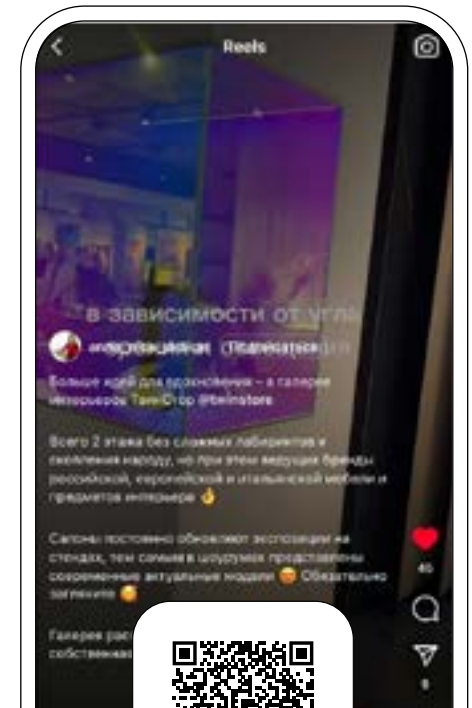 Reels
в зависимости от угла
Подписаться
Больше идей для вдохновения – в галерее
интерьеров Твин Стор @twinstore
Всего 2 этажа без сложных лабиринтов и
скопления народу, но при этом ведущие бренды
российской, европейской и итальянской мебели и
предметов интерьера 👌
Салоны постоянно обновляют экспозиции на
стендах, тем самым в шоурумах представлены
современные актуальные модели Обязательно
загляните
Галерея
собственная